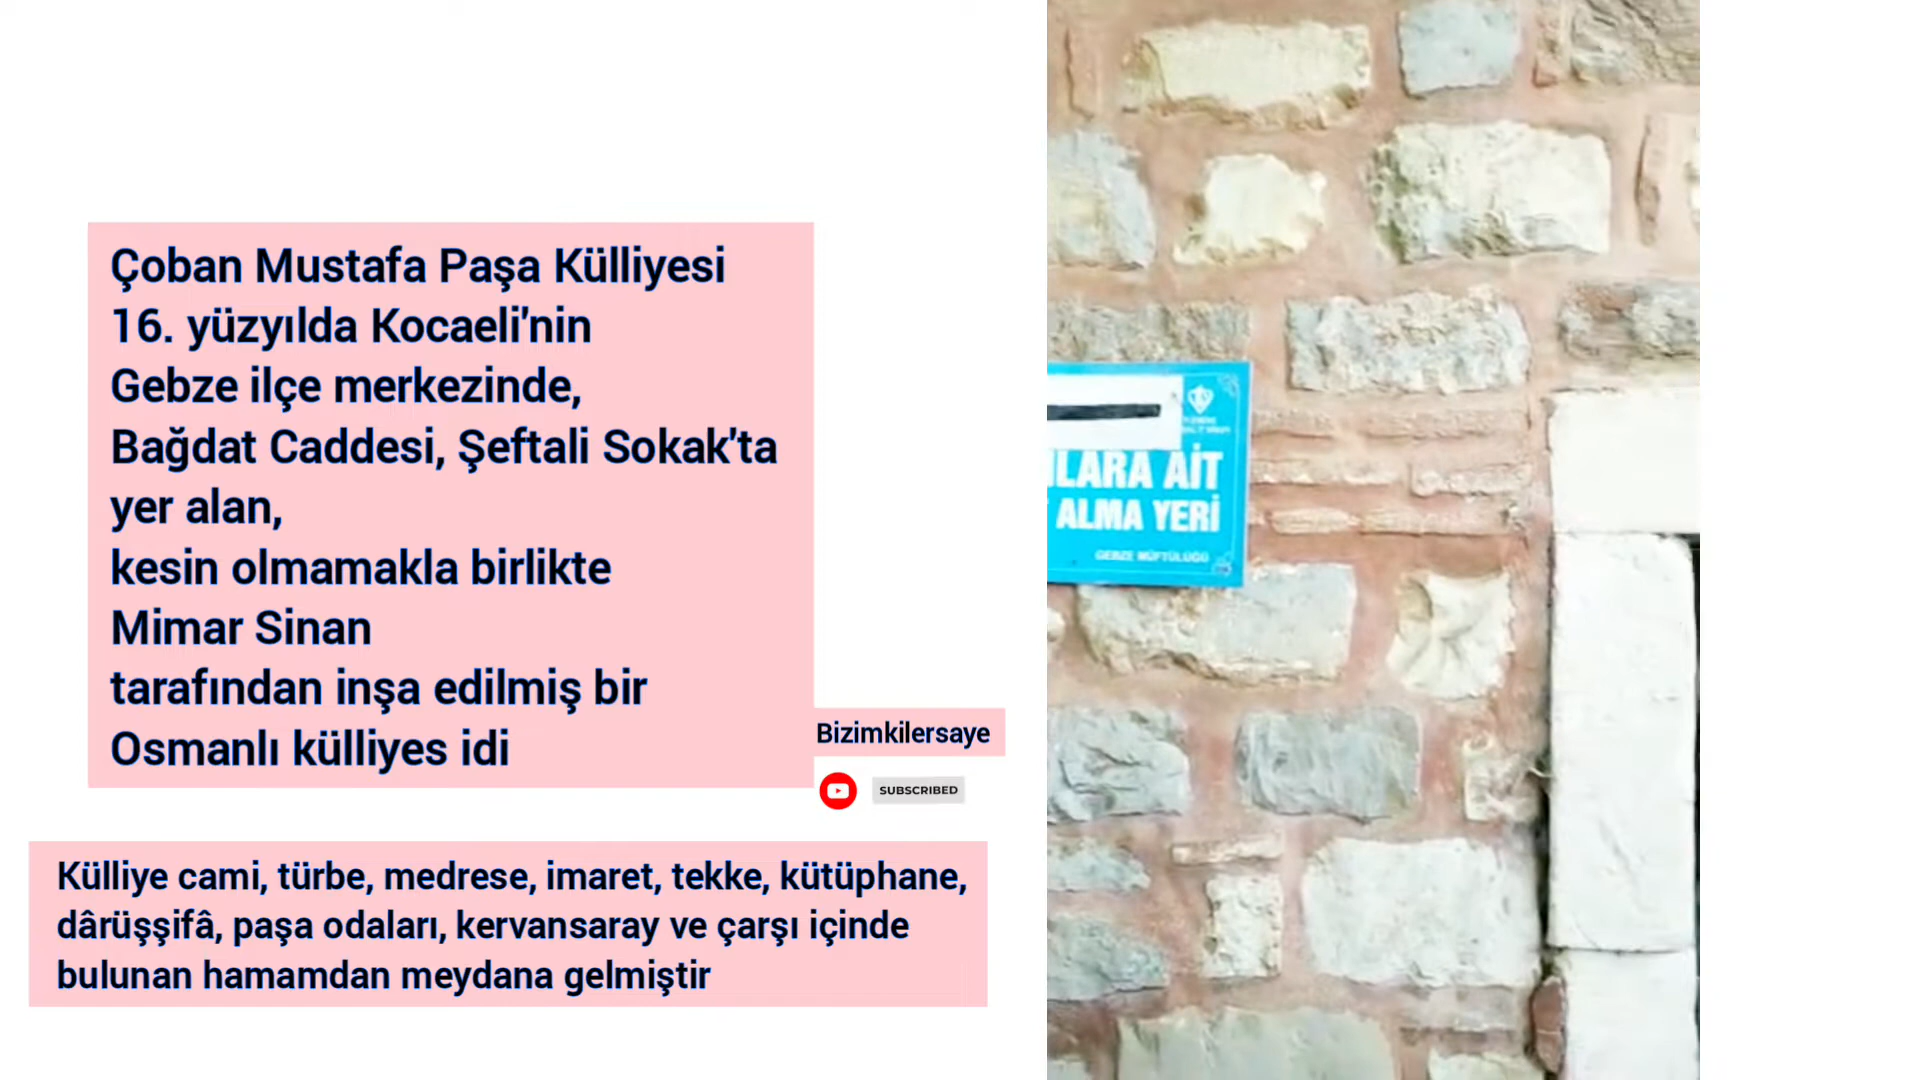 Çoban Mustafa Paşa Külliyesi
16. yüzyılda Kocaeli'nin
Gebze ilçe merkezinde,
Bağdat Caddesi, Şeftali Sokak'ta
yer alan,
kesin olmamakla birlikte
Mimar Sinan
tarafından inşa edilmiş bir
Osmanlı külliyes idi
Bizimkilersaye
SUBSCRIBED
Külliye cami, türbe, medrese, imaret, tekke, kütüphane,
dârüşşifâ, paşa odaları, kervansaray ve çarşı içinde
bulunan hamamdan meydana gelmiştir
LARA AİT
ALMA YERİ
GEBZE MÜFTÜLÜĞÜ